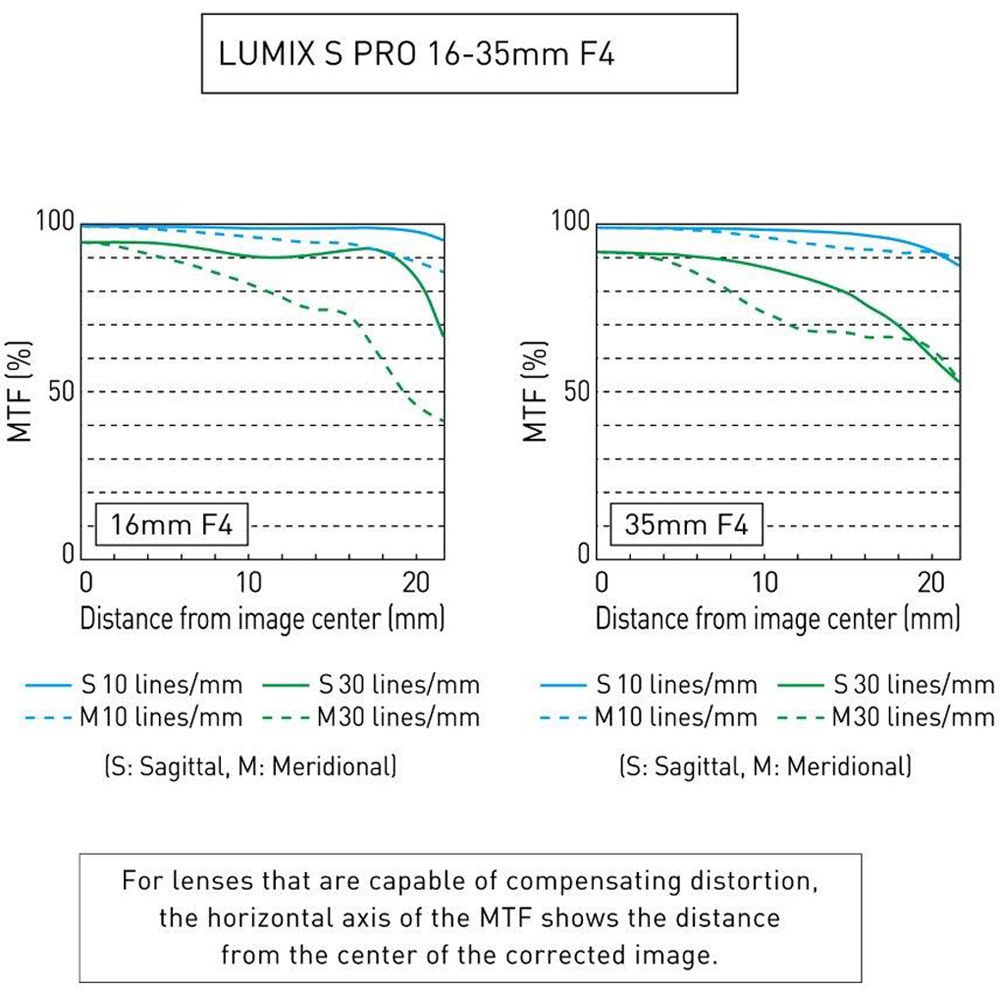 LUMIX S PRO 16-35mm F4
100
50
0
MTF (%)
16mm F4
0 10 20
Distance from image center (mm)
S 10 lines/mm S 30 lines/mm
M10 lines/mm M30 lines/mm
(S: Sagittal, M: Meridional)
100
50
0
MTF (%)
35mm F4
0 10 20
Distance from image center (mm)
S 10 lines/mm S 30 lines/mm
M10 lines/mm M30 lines/mm
(S: Sagittal, M: Meridional)
For lenses that are capable of compensating distortion,
the horizontal axis of the MTF shows the distance
from the center of the corrected image.